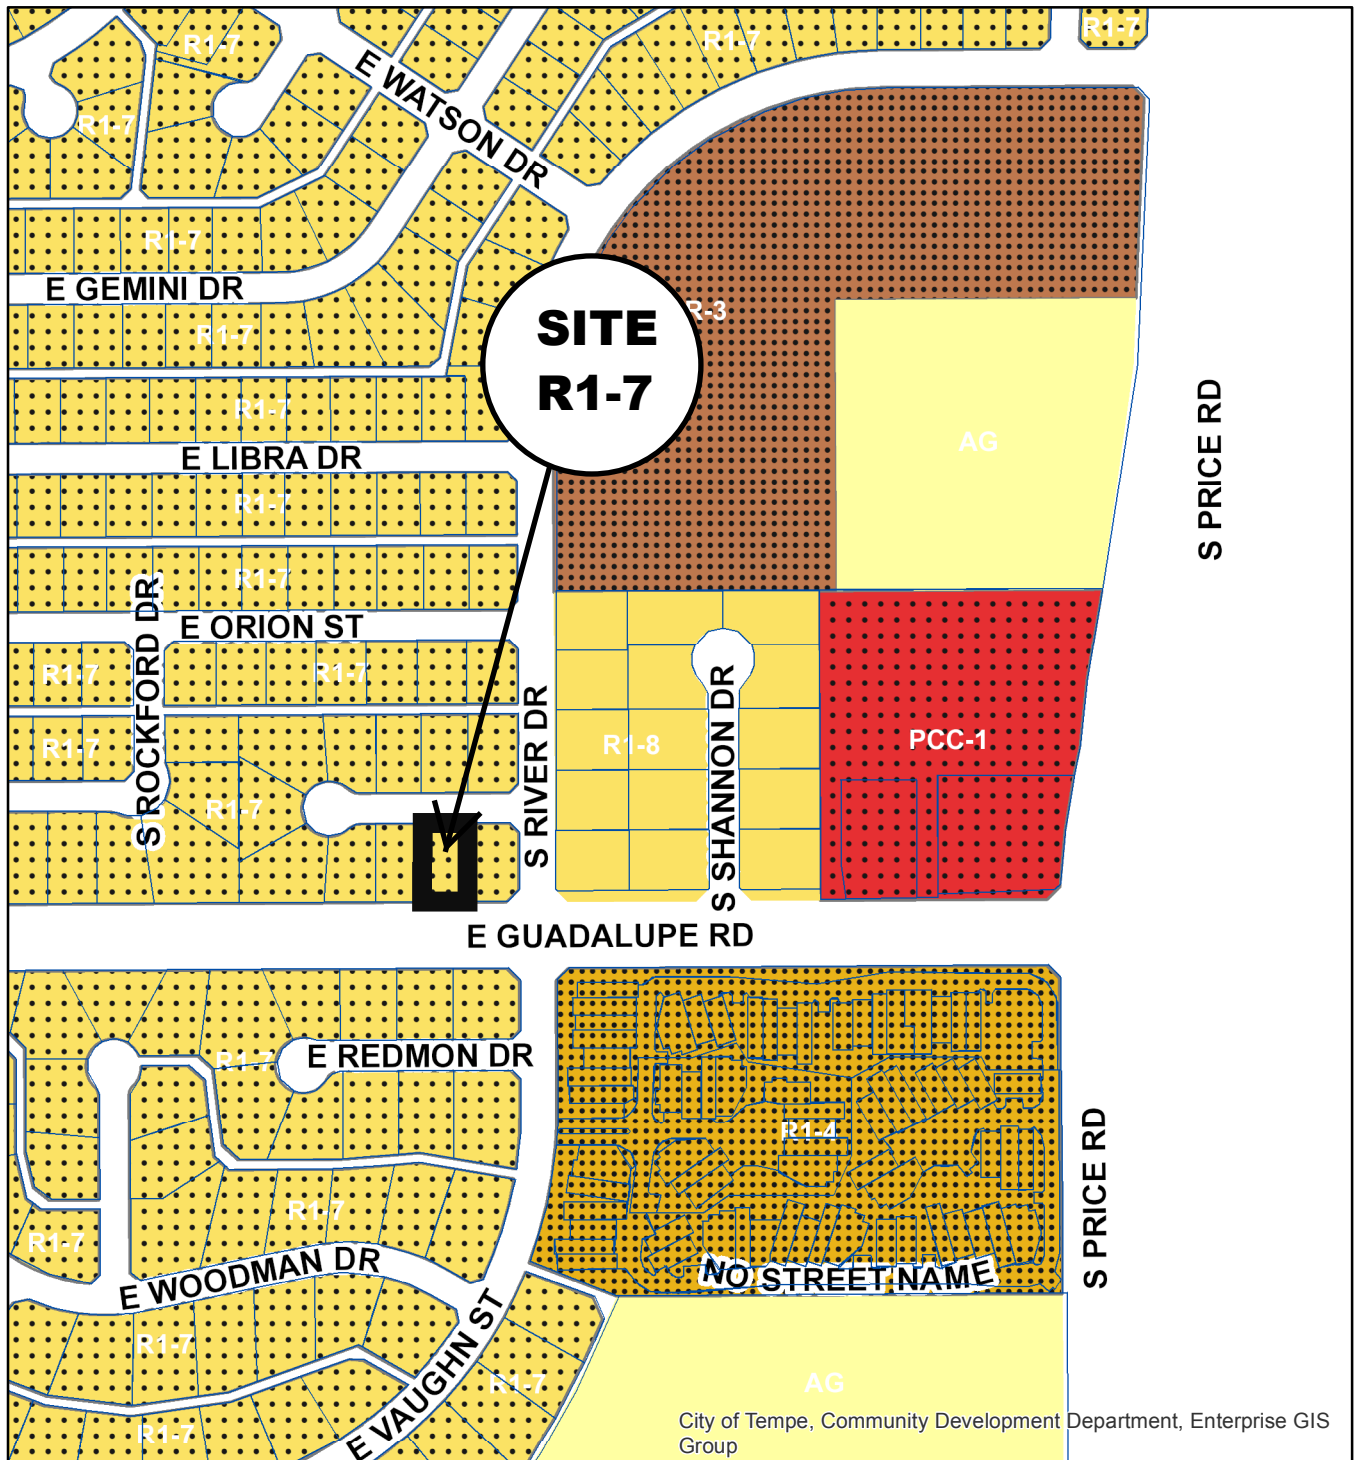 R1-7
R1-7
R1-7
E WATSON DR
R1-7
R1-7
E GEMINI DR
R1-7
R-3
SITE
R1-7
R1-7
AG
S PRICE RD
E LIBRA DR
R1-7
R1-7
S ROCKFORD DR
E ORION ST
R1-7
R1-7
S RIVER DR
S SHANNON DR
R1-8
PCC-1
R1-7
R1-7
E GUADALUPE RD
R1-7
E REDMON DR
R1-4
S PRICE RD
R1-7
R1-7
E WOODMAN DR
NO STREET NAME
R1-7
E VAUGHN ST
R1-7
AG
R1-7
City of Tempe, Community Development Department, Enterprise GIS
Group